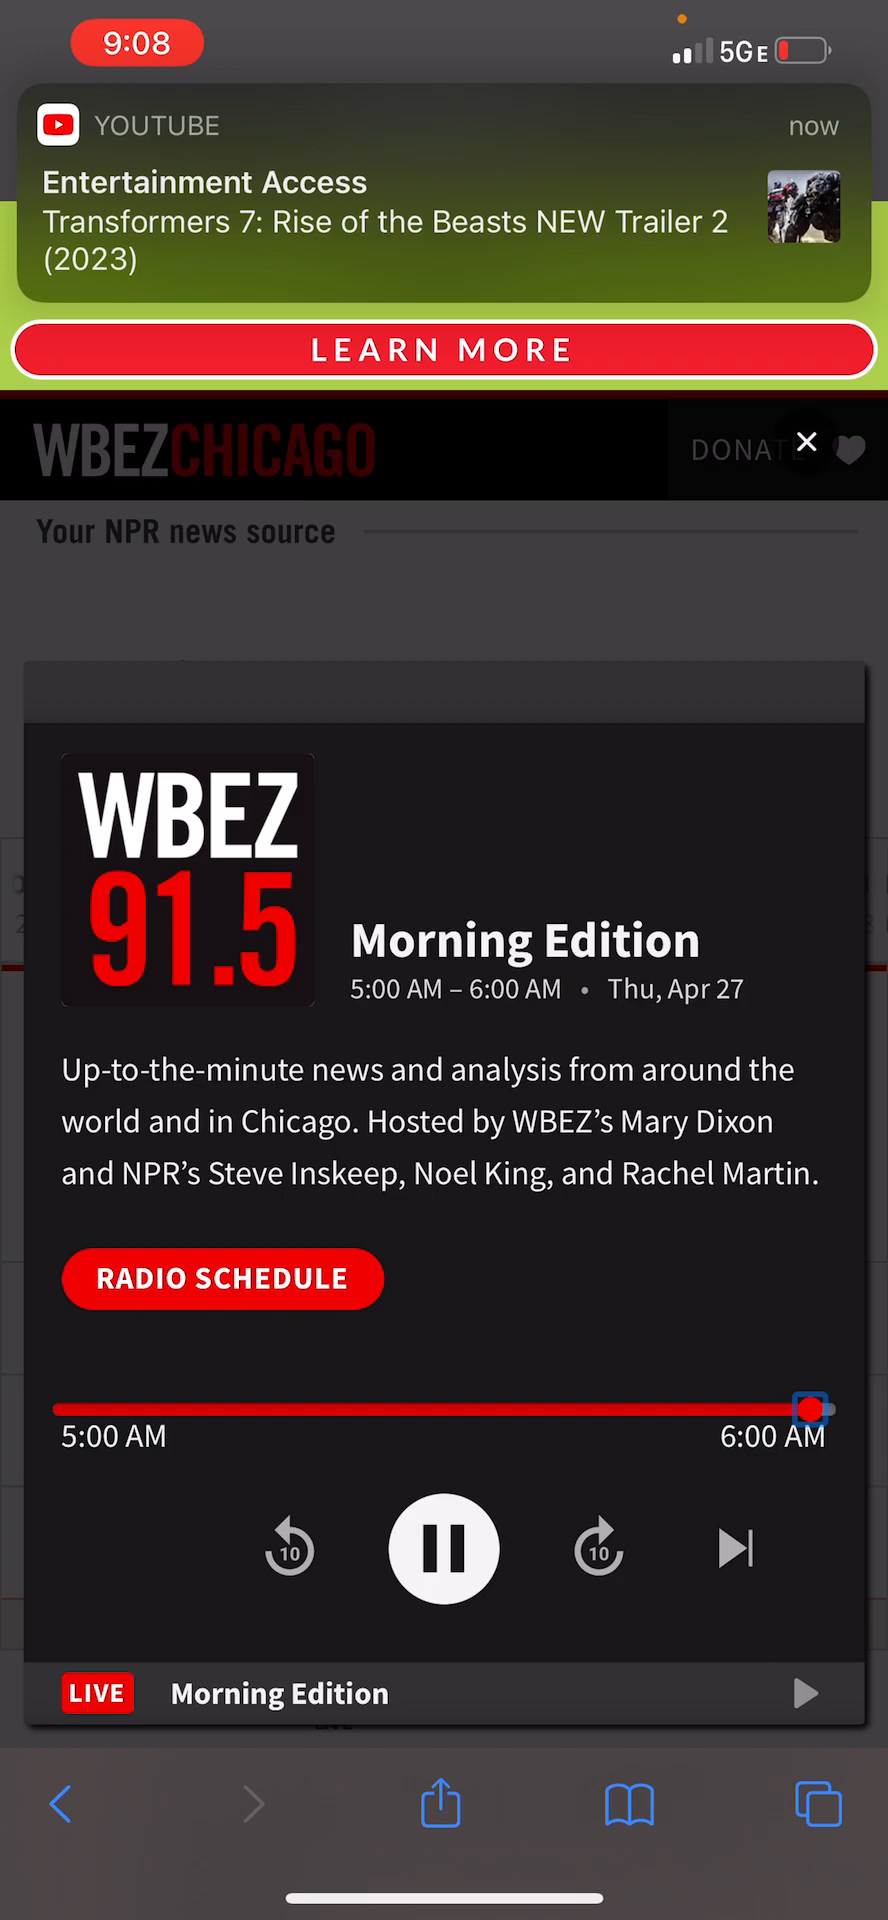 9:08
5GE
YOUTUBE
now
Entertainment Access
Transformers 7: Rise of the Beasts NEW Trailer 2
(2023)
LEARN MORE
WBEZCHICAGO
DONATE
Your NPR news source
WBEZ
91.5
Morning Edition
5:00 AM – 6:00 AM • Thu, Apr 27
Up-to-the-minute news and analysis from around the
world and in Chicago. Hosted by WBEZ’s Mary Dixon
and NPR’s Steve Inskeep, Noel King, and Rachel Martin.
RADIO SCHEDULE
5:00 AM
6:00 AM
10
10
LIVE
Morning Edition